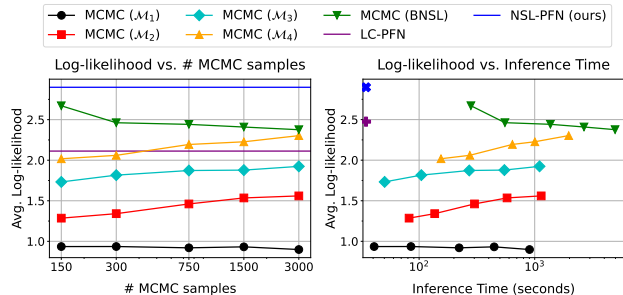 MCMC (M₁) MCMC (M₃) MCMC (BNSL) NSL-PFN (ours)
MCMC (M₂) MCMC (M₄) LC-PFN
Log-likelihood vs. # MCMC samples
Avg. Log-likelihood
2.5
2.0
1.5
1.0
150 300 750 1500 3000
# MCMC samples
Log-likelihood vs. Inference Time
Avg. Log-likelihood
2.5
2.0
1.5
1.0
10² 10³
Inference Time (seconds)